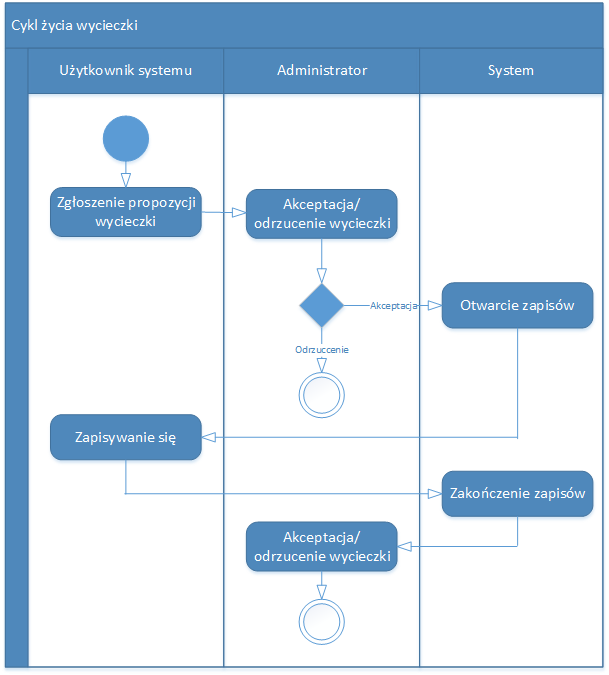 Cykl życia wycieczki
Użytkownik systemu
Administrator
System
Zgłoszenie propozycji
wycieczki
Akceptacja/
odrzucenie wycieczki
Akceptacja
Otwarcie zapisów
Odrzuccenie
Zapisywanie się
Zakończenie zapisów
Akceptacja/
odrzucenie wycieczki